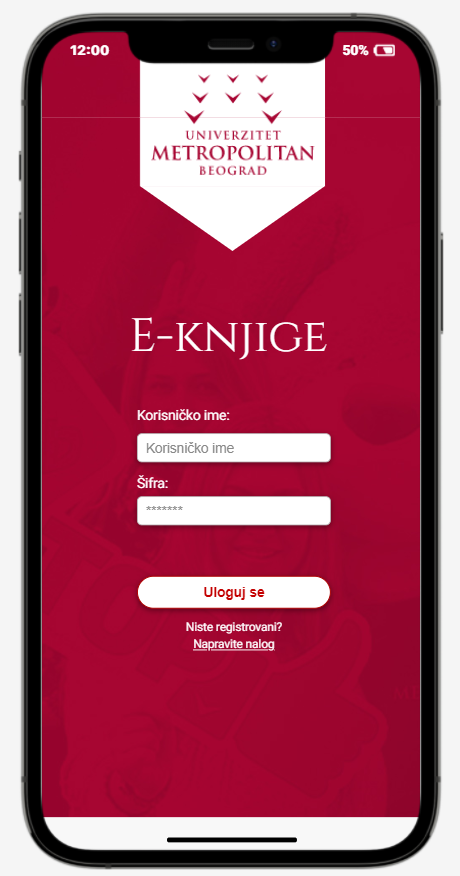 12:00
50%
UNIVERZITET
METROPOLITAN
BEOGRAD
E-KNJIGE
Korisničko ime:
Korisničko ime
Šifra:
*******
Uloguj se
Niste registrovani?
Napravite nalog